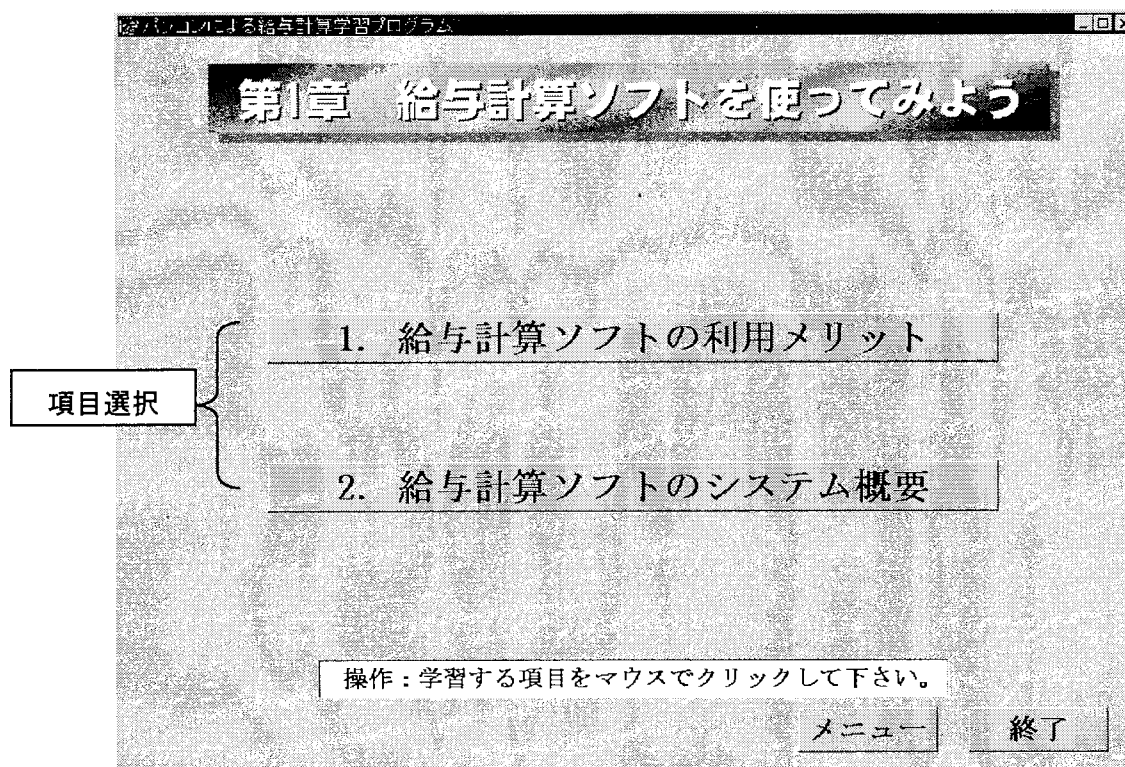 パソコンによる給与計算学習プログラム
第1章 給与計算ソフトを使ってみよう
1. 給与計算ソフトの利用メリット
項目選択
2. 給与計算ソフトのシステム概要
操作:学習する項目をマウスでクリックして下さい。
メニュー 終了